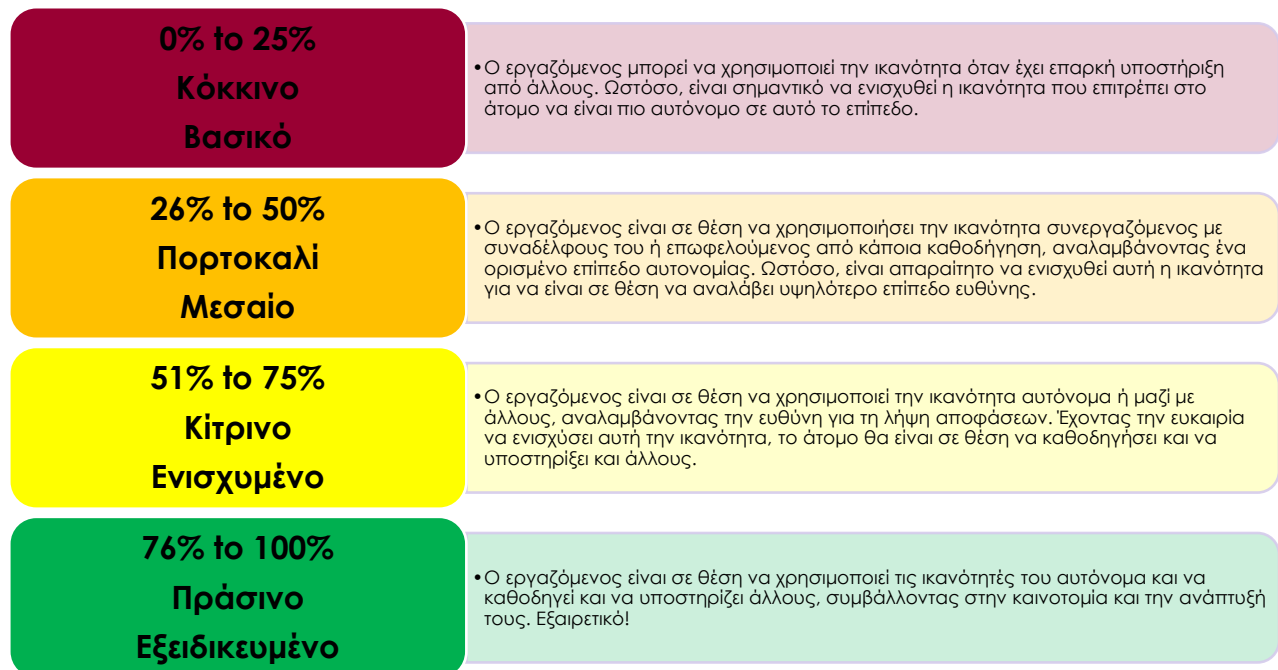 0% to 25%
Κόκκινο
Βασικό
•Ο εργαζόμενος μπορεί να χρησιμοποιεί την ικανότητα όταν έχει επαρκή υποστήριξη
από άλλους. Ωστόσο, είναι σημαντικό να ενισχυθεί η ικανότητα που επιτρέπει στο
άτομο να είναι πιο αυτόνομο σε αυτό το επίπεδο.
26% to 50%
Πορτοκαλί
Μεσαίο
•Ο εργαζόμενος είναι σε θέση να χρησιμοποιήσει την ικανότητα συνεργαζόμενος με
συναδέλφους του ή επωφελούμενος από κάποια καθοδήγηση, αναλαμβάνοντας ένα
ορισμένο επίπεδο αυτονομίας. Ωστόσο, είναι απαραίτητο να ενισχυθεί αυτή η ικανότητα
για να είναι σε θέση να αναλάβει υψηλότερο επίπεδο ευθύνης.
51% to 75%
Κίτρινο
Ενισχυμένο
•Ο εργαζόμενος είναι σε θέση να χρησιμοποιεί την ικανότητα αυτόνομα ή μαζί με
άλλους, αναλαμβάνοντας την ευθύνη για τη λήψη αποφάσεων. Έχοντας την ευκαιρία
να ενισχύσει αυτή την ικανότητα, το άτομο θα είναι σε θέση να καθοδηγήσει και να
υποστηρίξει και άλλους.
76% to 100%
Πράσινο
Εξειδικευμένο
•Ο εργαζόμενος είναι σε θέση να χρησιμοποιεί τις ικανότητές του αυτόνομα και να
καθοδηγεί και να υποστηρίζει άλλους, συμβάλλοντας στην καινοτομία και την ανάπτυξή
τους. Εξαιρετικό!